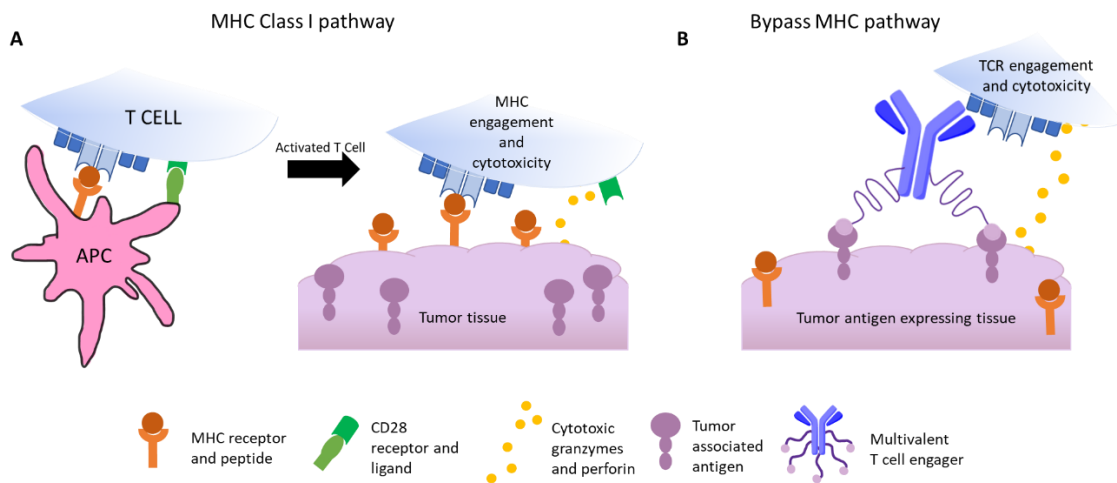 MHC Class I pathway
A
T CELL
APC
Activated T Cell
MHC
engagement
and
cytotoxicity
Tumor tissue
Bypass MHC pathway
B
TCR engagement
and cytotoxicity
Tumor antigen expressing tissue
MHC receptor
and peptide
CD28
receptor and
ligand
Cytotoxic
granzymes
and perforin
Tumor
associated
antigen
Multivalent
T cell engager